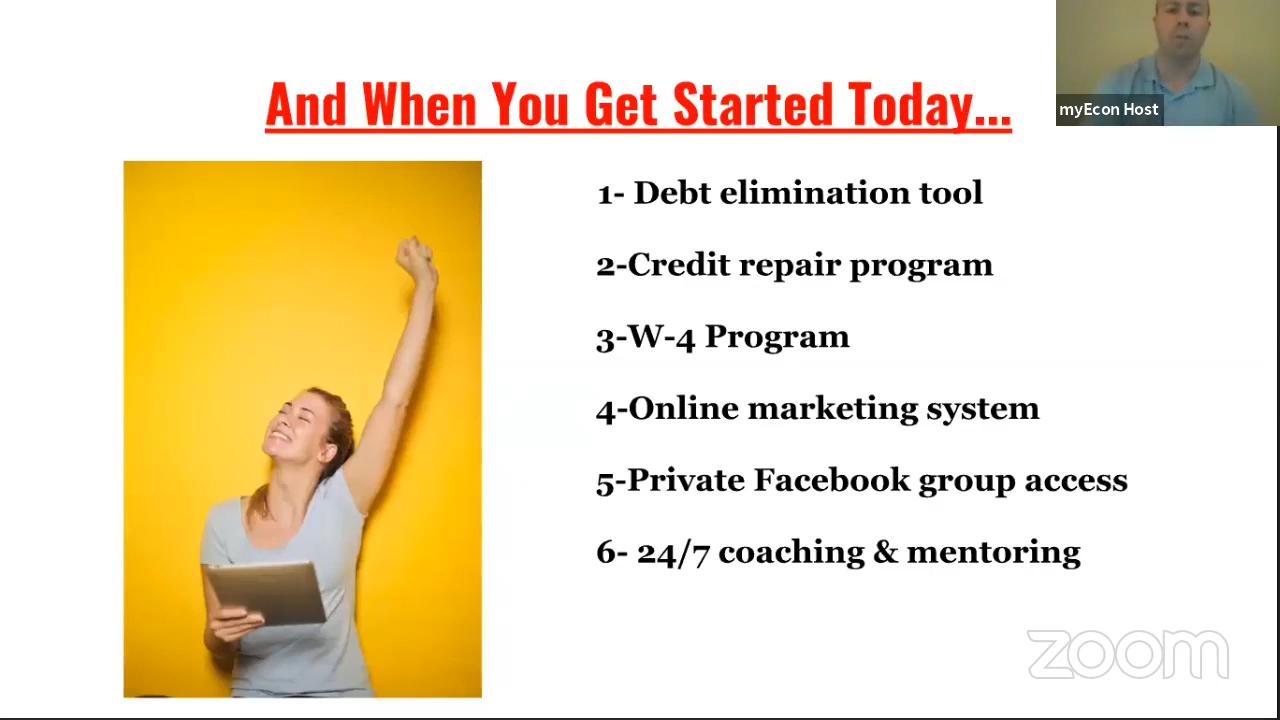 And When You Get Started Today...
myEcon Host
1- Debt elimination tool
2-Credit repair program
3-W-4 Program
4-Online marketing system
5-Private Facebook group access
6- 24/7 coaching & mentoring
zoom